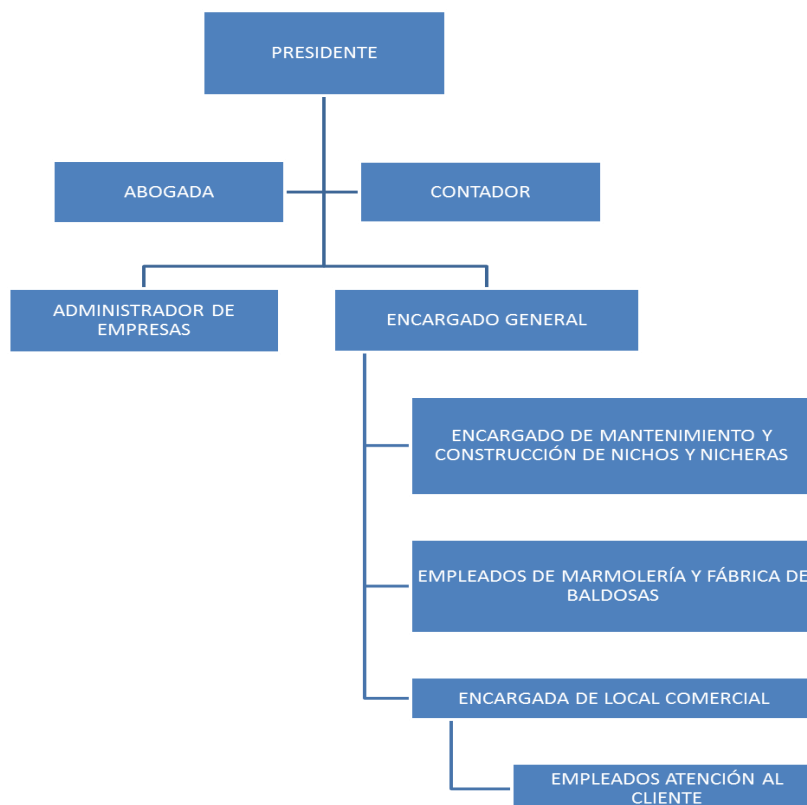 PRESIDENTE
ABOGADA
CONTADOR
ADMINISTRADOR DE
EMPRESAS
ENCARGADO GENERAL
ENCARGADO DE MANTENIMIENTO Y
CONSTRUCCIÓN DE NICHOS Y NICHERAS
EMPLEADOS DE MARMOLERÍA Y FÁBRICA DE
BALDOSAS
ENCARGADA DE LOCAL COMERCIAL
EMPLEADOS ATENCIÓN AL
CLIENTE